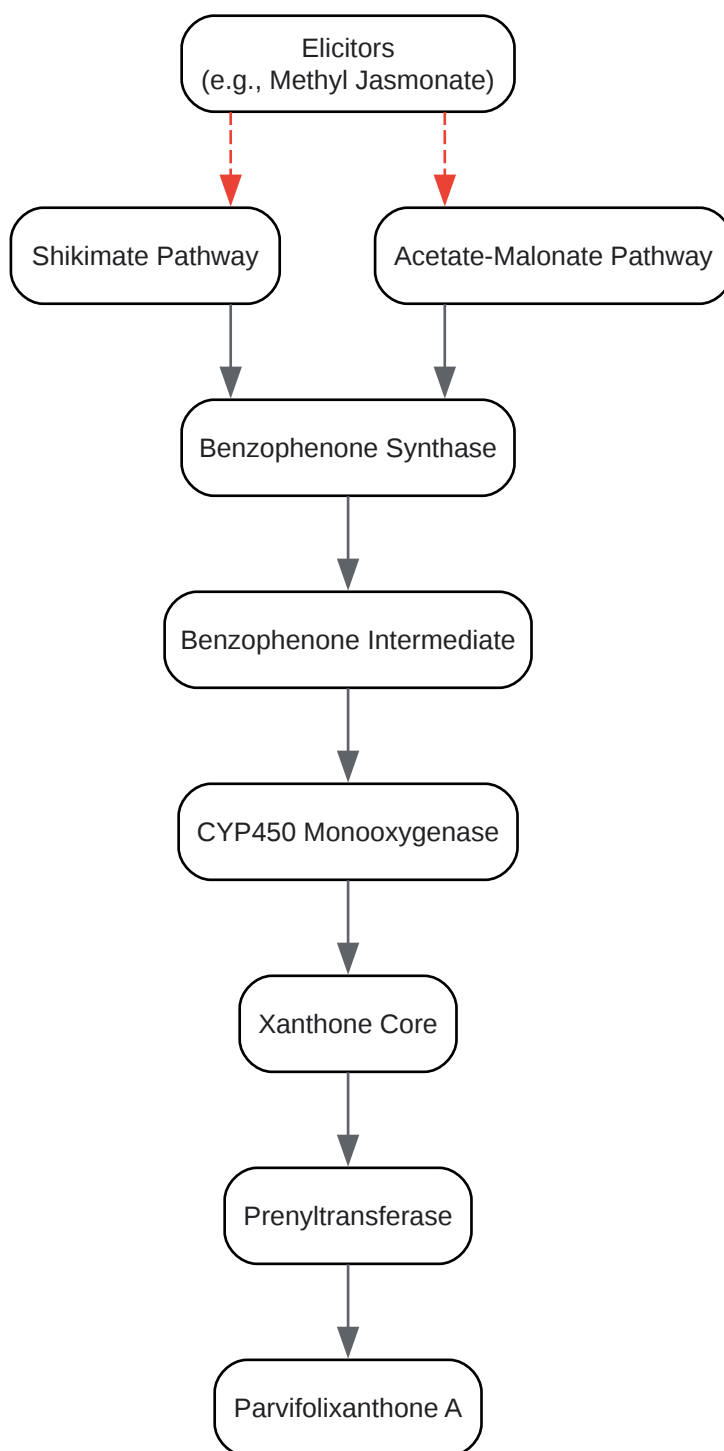 Elicitors
(e.g., Methyl Jasmonate)
Shikimate Pathway
Acetate-Malonate Pathway
Benzophenone Synthase
Benzophenone Intermediate
CYP450 Monooxygenase
Xanthone Core
Prenyltransferase
Parvifolixanthone A